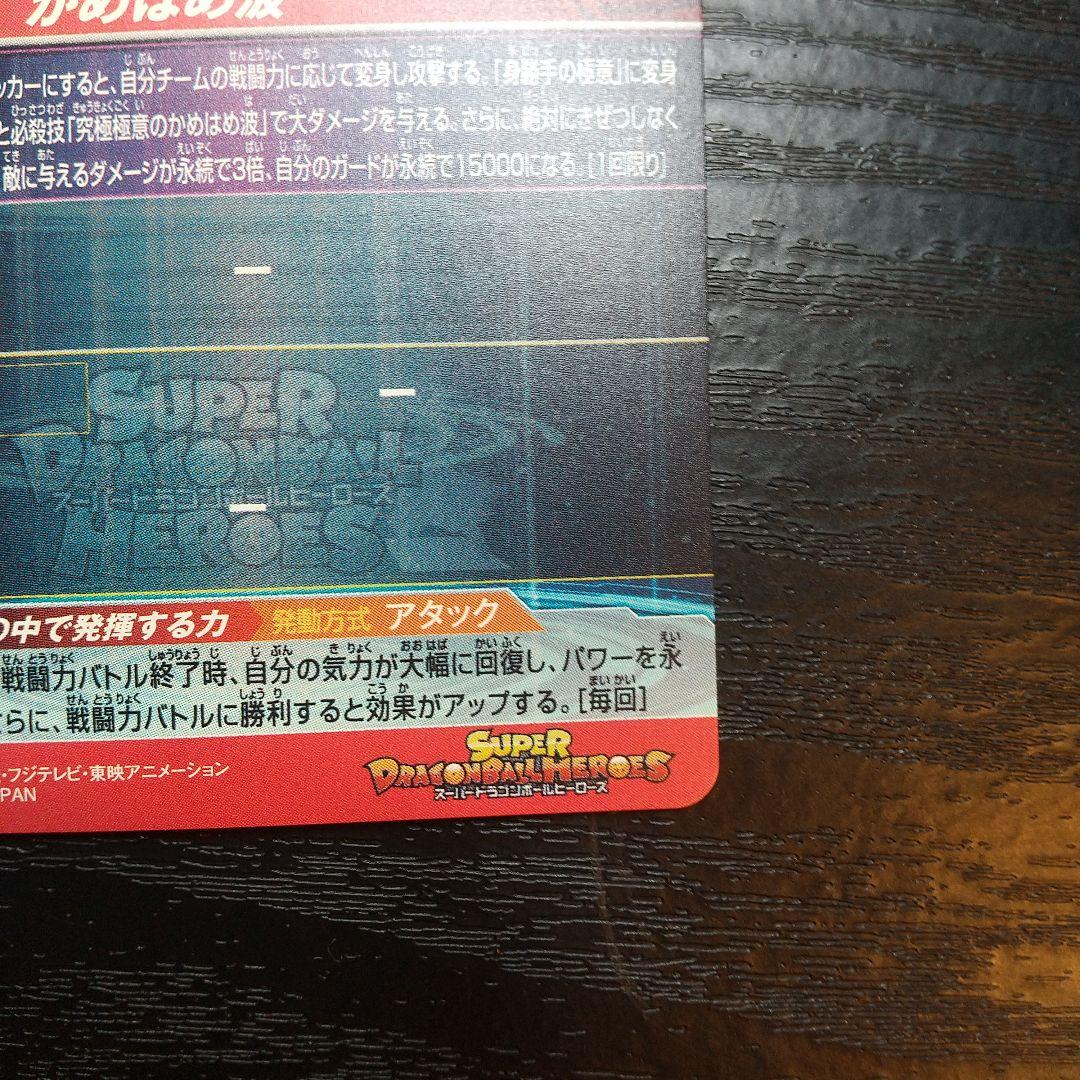 かめはめ波
ッカーにすると、自分チームの戦闘力に応じて変身し攻撃する。「身勝手の極意」に変身
と必殺技「究極極意のかめはめ波」で大ダメージを与える。さらに、絶対にきぜつしなく
敵に与えるダメージが永続で3倍、自分のガードが永続で15000になる。[1回限り]
SUPER
DRAGONBALL
スーパードラゴンボールヒーローズ
HEROES
の中で発揮する力 発動方式 アタック
戦闘力バトル終了時、自分の気力が大幅に回復し、パワーを永
らに、戦闘力バトルに勝利すると効果がアップする。[毎回]
・フジテレビ・東映アニメーション
PAN
SUPER
DRAGONBALL HEROES
スーパードラゴンボールヒーローズ